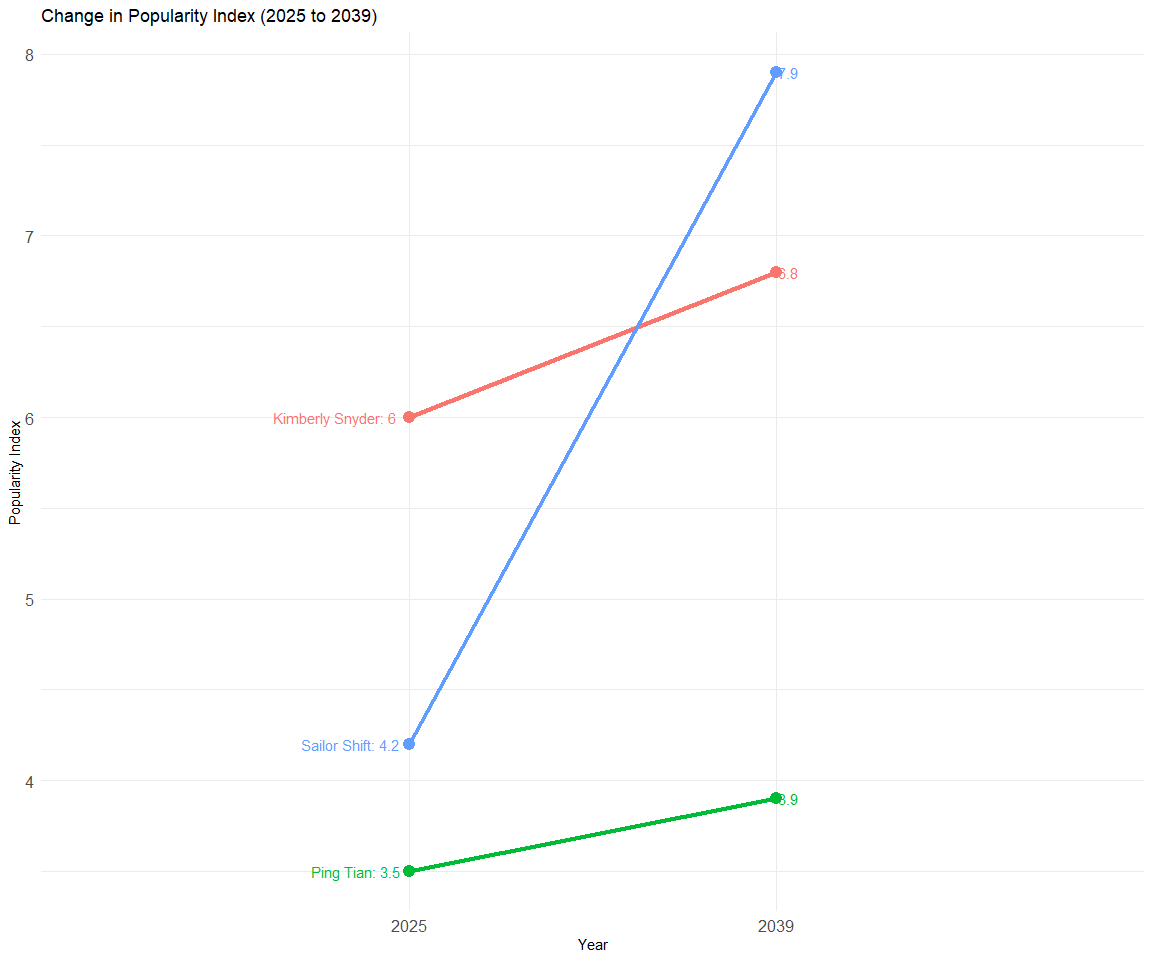 Change in Popularity Index (2025 to 2039)
8
7
6
5
4
Popularity Index
7.9
6.8
Kimberly Snyder: 6
Sailor Shift: 4.2
3.9
Ping Tian: 3.5
2025
2039
Year